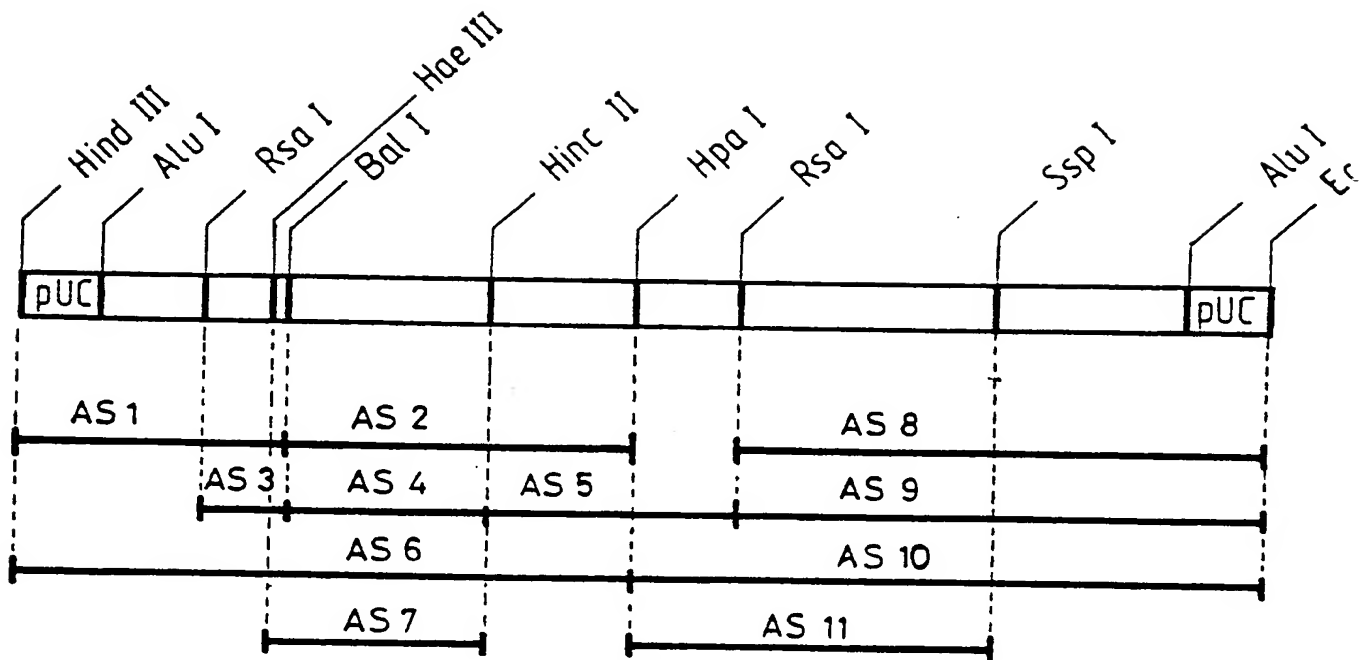 Hind III
Alu I
Rsa I
Hae III
Bal I
Hinc II
Hpa I
Rsa I
Ssp I
Alu I
pUC
pUC
AS 1
AS 2
AS 8
AS 3
AS 4
AS 5
AS 9
AS 6
AS 10
AS 7
AS 11